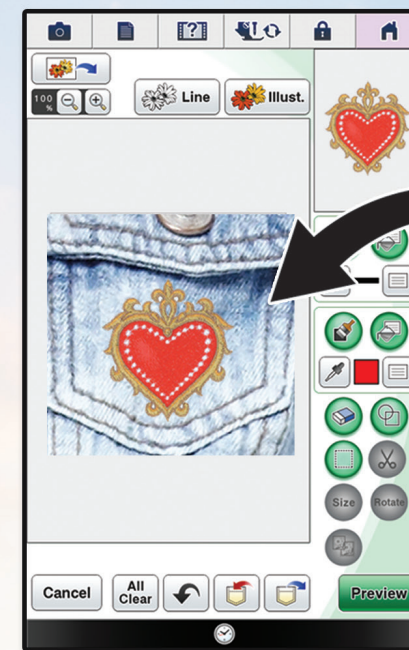 ?
100
%
Line
Illust.
Size
Rotate
Cancel
All
Clear
Preview